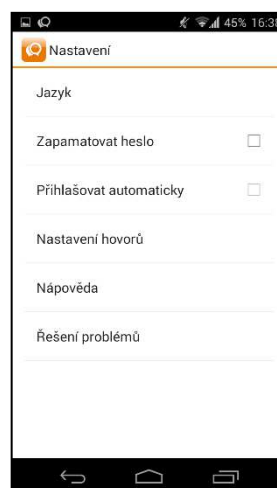 45% 16:38
Nastavení
Jazyk
Zapamatovat heslo
Přihlašovat automaticky
Nastavení hovorů
Nápověda
Řešení problémů